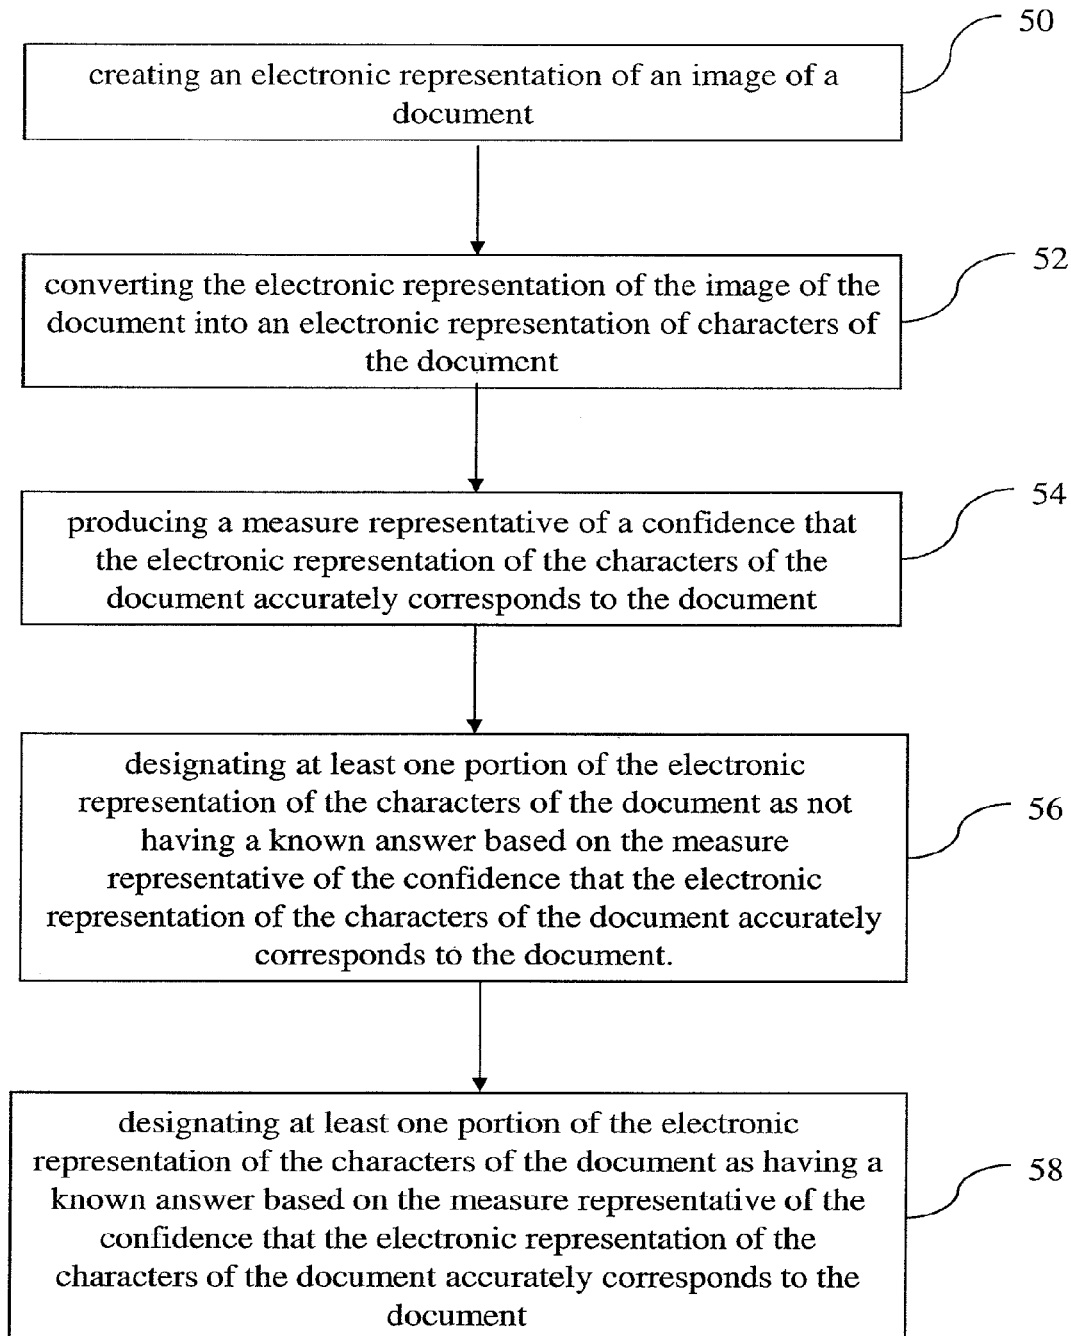 50
creating an electronic representation of an image of a
document
52
converting the electronic representation of the image of the
document into an electronic representation of characters of
the document
54
producing a measure representative of a confidence that
the electronic representation of the characters of the
document accurately corresponds to the document
designating at least one portion of the electronic
representation of the characters of the document as not
56
having a known answer based on the measure
representative of the confidence that the electronic
representation of the characters of the document accurately
corresponds to the document.
designating at least one portion of the electronic
representation of the characters of the document as having a
58
known answer based on the measure representative of the
confidence that the electronic representation of the
characters of the document accurately corresponds to the
document